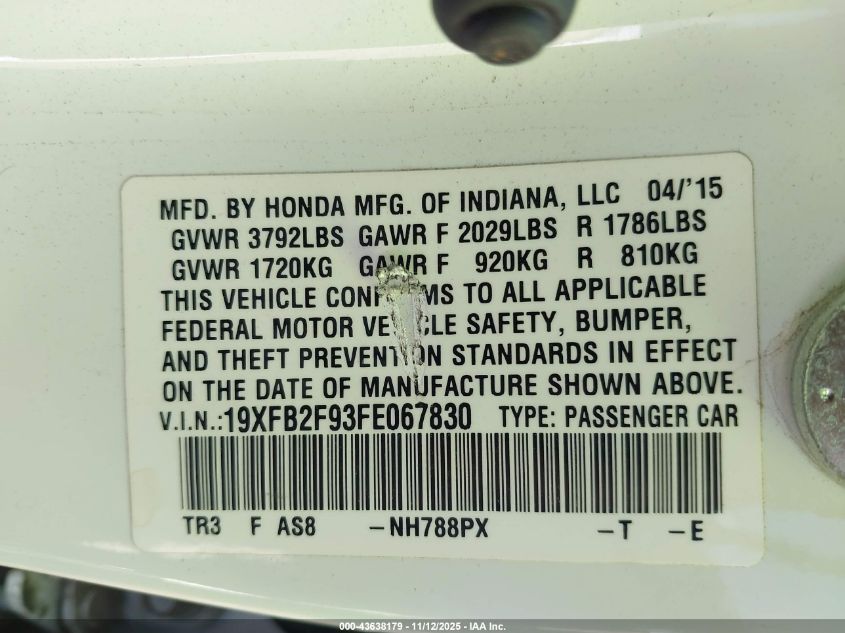 MFD. BY HONDA MFG. OF INDIANA, LLC 04/'15
GVWR 3792LBS GAWR F 2029LBS R 1786LBS
GVWR 1720KG GAWR F 920KG R 810KG
THIS VEHICLE CONFORMS TO ALL APPLICABLE
FEDERAL MOTOR VEHICLE SAFETY, BUMPER,
AND THEFT PREVENTION STANDARDS IN EFFECT
ON THE DATE OF MANUFACTURE SHOWN ABOVE.
V.I.N.:19XFB2F93FE067830 TYPE: PASSENGER CAR
TR3 F AS8 -NH788PX -T -E
000-43638179 - 11/12/2025 - IAA Inc.